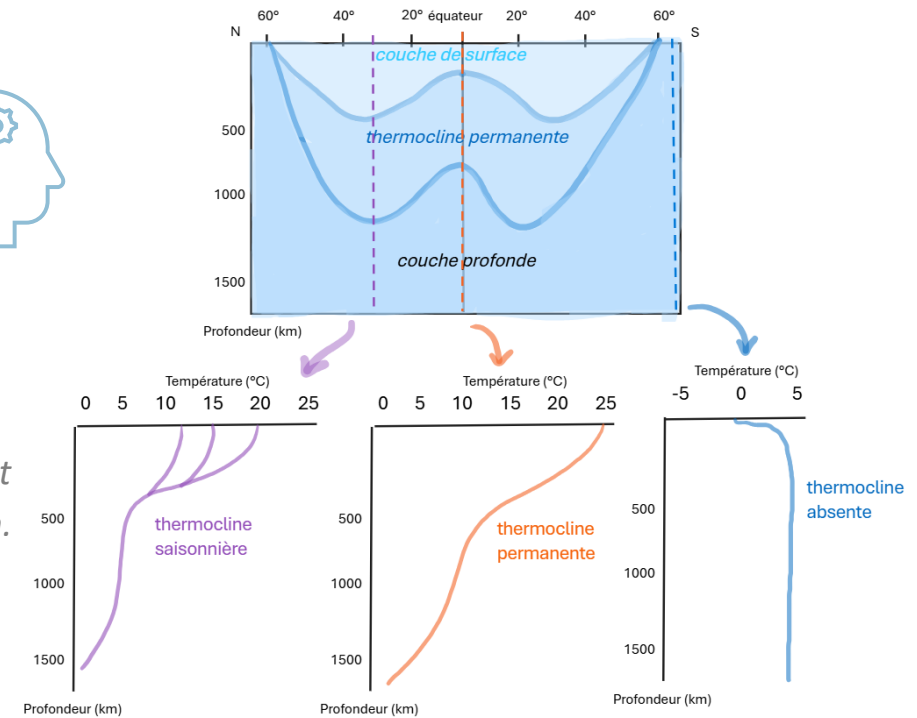 60° 40° 20° équateur 20° 40° 60°
N S
couche de surface
500
thermocline permanente
1000
couche profonde
1500
Profondeur (km)
Température (°C)
0 5 10 15 20 25
500
thermocline
saisonnière
1000
1500
Profondeur (km)
Température (°C)
0 5 10 15 20 25
500
thermocline
permanente
1000
1500
Profondeur (km)
Température (°C)
-5 0 5
thermocline
absente
500
1000
1500
Profondeur (km)